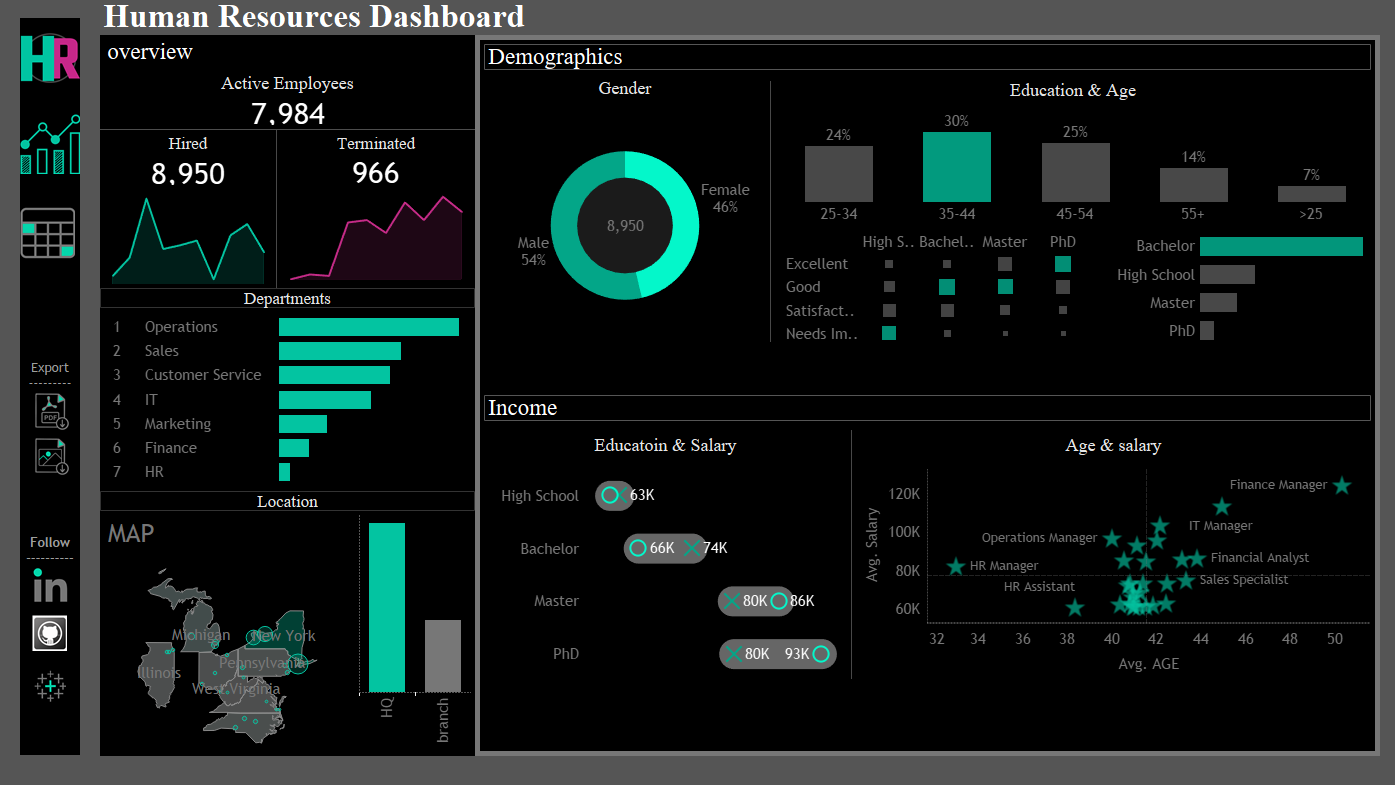 Human Resources Dashboard
HR
overview
Active Employees
7,984
Hired
8,950
Terminated
966
Departments
1 Operations
2 Sales
3 Customer Service
4 IT
5 Marketing
6 Finance
7 HR
Location
MAP
Michigan
New York
Pennsylvania
Illinois
West Virginia
HQ
branch
Export
PDF
Follow
in
Demographics
Gender
Female
46%
8,950
Male
54%
Education & Age
24% 30% 25% 14% 7%
25-34 35-44 45-54 55+ >25
High S.. Bachel.. Master PhD
Excellent
Good
Satisfact..
Needs Im..
Bachelor
High School
Master
PhD
Income
Educatoin & Salary
High School 63K
Bachelor 66K 74K
Master 80K 86K
PhD 80K 93K
Age & salary
Avg. Salary
120K
100K
80K
60K
Finance Manager
IT Manager
Operations Manager
Financial Analyst
HR Manager
Sales Specialist
HR Assistant
32 34 36 38 40 42 44 46 48 50
Avg. AGE